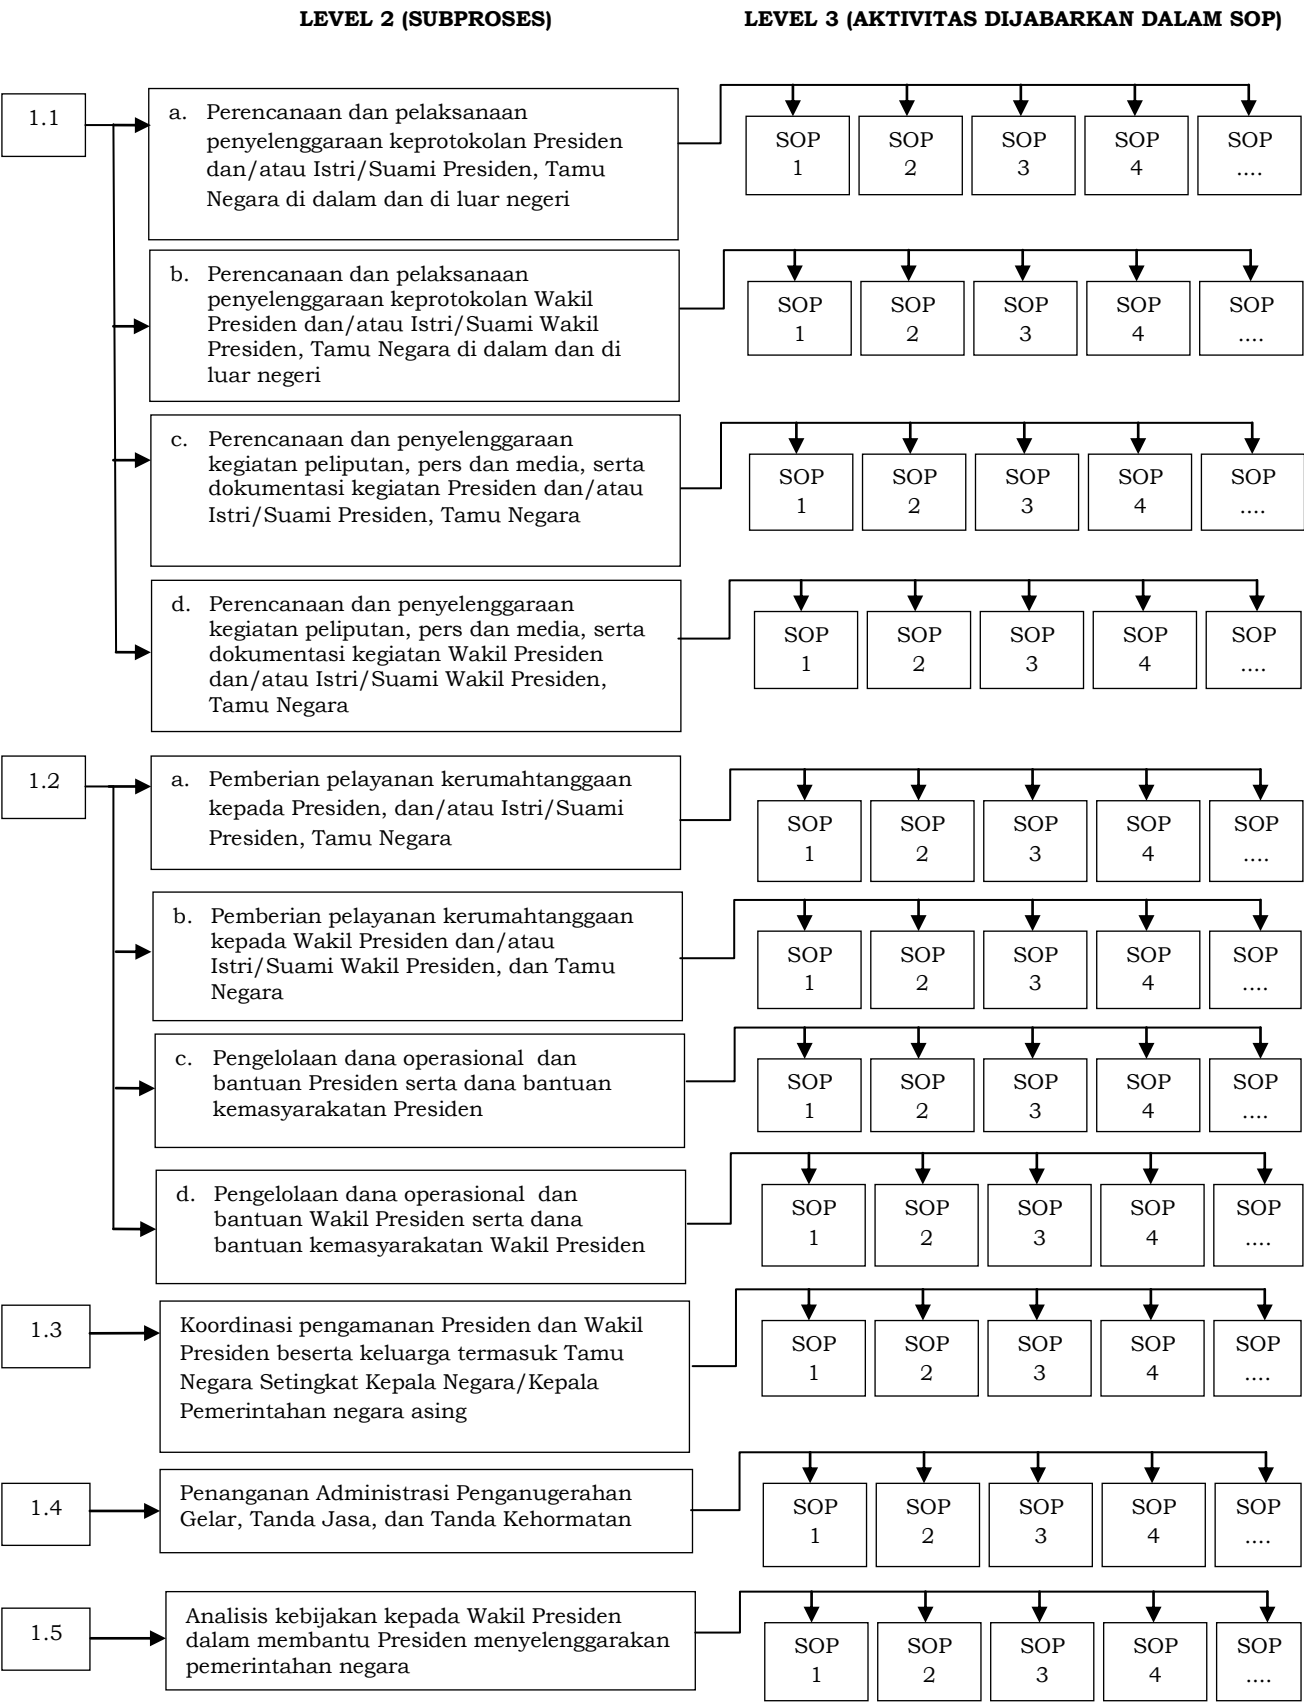 LEVEL 2 (SUBPROSES)
LEVEL 3 (AKTIVITAS DIJABARKAN DALAM SOP)
1.1
a. Perencanaan dan pelaksanaan
penyelenggaraan keprotokolan Presiden
dan/atau Istri/Suami Presiden, Tamu
Negara di dalam dan di luar negeri
SOP SOP SOP SOP SOP
1 2 3 4 ....
b. Perencanaan dan pelaksanaan
penyelenggaraan keprotokolan Wakil
Presiden dan/atau Istri/Suami Wakil
Presiden, Tamu Negara di dalam dan di
luar negeri
SOP SOP SOP SOP SOP
1 2 3 4 ....
c. Perencanaan dan penyelenggaraan
kegiatan peliputan, pers dan media, serta
dokumentasi kegiatan Presiden dan/atau
Istri/Suami Presiden, Tamu Negara
SOP SOP SOP SOP SOP
1 2 3 4 ....
d. Perencanaan dan penyelenggaraan
kegiatan peliputan, pers dan media, serta
dokumentasi kegiatan Wakil Presiden
dan/atau Istri/Suami Wakil Presiden,
Tamu Negara
SOP SOP SOP SOP SOP
1 2 3 4 ....
1.2
a. Pemberian pelayanan kerumahtanggaan
kepada Presiden, dan/atau Istri/Suami
Presiden, Tamu Negara
SOP SOP SOP SOP SOP
1 2 3 4 ....
b. Pemberian pelayanan kerumahtanggaan
kepada Wakil Presiden dan/atau
Istri/Suami Wakil Presiden, dan Tamu
Negara
SOP SOP SOP SOP SOP
1 2 3 4 ....
c. Pengelolaan dana operasional dan
bantuan Presiden serta dana bantuan
kemasyarakatan Presiden
SOP SOP SOP SOP SOP
1 2 3 4 ....
d. Pengelolaan dana operasional dan
bantuan Wakil Presiden serta dana
bantuan kemasyarakatan Wakil Presiden
SOP SOP SOP SOP SOP
1 2 3 4 ....
1.3
Koordinasi pengamanan Presiden dan Wakil
Presiden beserta keluarga termasuk Tamu
Negara Setingkat Kepala Negara/Kepala
Pemerintahan negara asing
SOP SOP SOP SOP SOP
1 2 3 4 ....
1.4
Penanganan Administrasi Penganugerahan
Gelar, Tanda Jasa, dan Tanda Kehormatan
SOP SOP SOP SOP SOP
1 2 3 4 ....
1.5
Analisis kebijakan kepada Wakil Presiden
dalam membantu Presiden menyelenggarakan
pemerintahan negara
SOP SOP SOP SOP SOP
1 2 3 4 ....